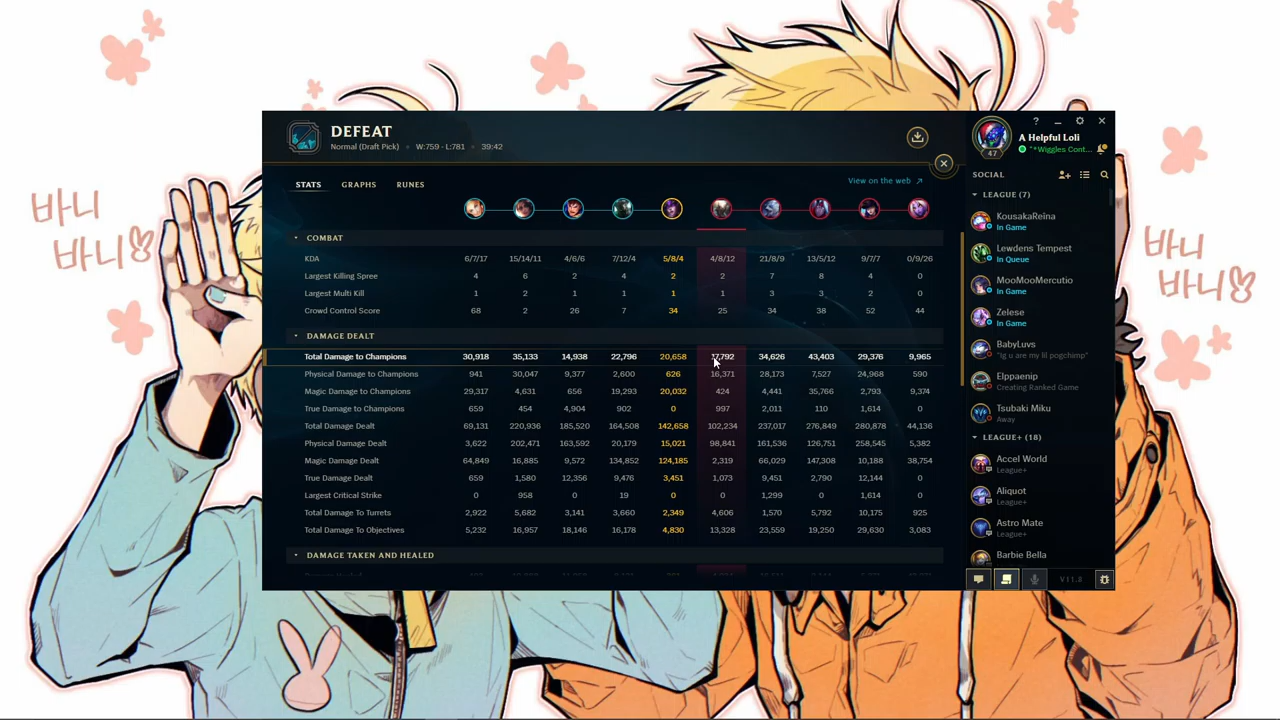 바니
바니
바니
바니
DEFEAT
Normal (Draft Pick) • W:759 - L:781 • 39:42
STATS GRAPHS RUNES
View on the web
COMBAT
KDA 6/7/17 15/14/11 4/6/6 7/12/4 5/8/4 4/8/12 21/8/9 13/5/12 9/7/7 0/9/26
Largest Killing Spree 4 6 2 4 2 2 7 8 4 0
Largest Multi Kill 1 2 1 1 1 1 3 3 2 0
Crowd Control Score 68 2 26 7 34 25 34 38 52 44
DAMAGE DEALT
Total Damage to Champions 30,918 35,133 14,938 22,796 20,658 17,792 34,626 43,403 29,376 9,965
Physical Damage to Champions 941 30,047 9,377 2,600 626 16,371 28,173 7,527 24,968 590
Magic Damage to Champions 29,317 4,631 656 19,293 20,032 424 4,441 35,766 2,793 9,374
True Damage to Champions 659 454 4,904 902 0 997 2,011 110 1,614 0
Total Damage Dealt 69,131 220,936 185,520 164,508 142,658 102,234 237,017 276,849 280,878 44,136
Physical Damage Dealt 3,622 202,471 163,592 20,179 15,021 98,841 161,536 126,751 258,545 5,382
Magic Damage Dealt 64,849 16,885 9,572 134,852 124,185 2,319 66,029 147,308 10,188 38,754
True Damage Dealt 659 1,580 12,356 9,476 3,451 1,073 9,451 2,790 12,144 0
Largest Critical Strike 0 958 0 19 0 0 1,299 0 1,614 0
Total Damage To Turrets 2,922 5,682 3,141 3,660 2,349 4,606 1,570 5,792 10,175 925
Total Damage To Objectives 5,232 16,957 18,146 16,178 4,830 13,328 23,559 19,250 29,630 3,083
DAMAGE TAKEN AND HEALED
47
A Helpful Loli
"*Wiggles Cont...
SOCIAL
LEAGUE (7)
KousakaReina
In Game
Lewdens Tempest
In Queue
MooMooMercutio
In Game
Zelese
In Game
BabyLuvs
"Ig u are my lil pogchimp"
Elppaenip
Creating Ranked Game
Tsubaki Miku
Away
LEAGUE+ (18)
Accel World
League+
Aliquot
League+
Astro Mate
League+
Barbie Bella
V11.8